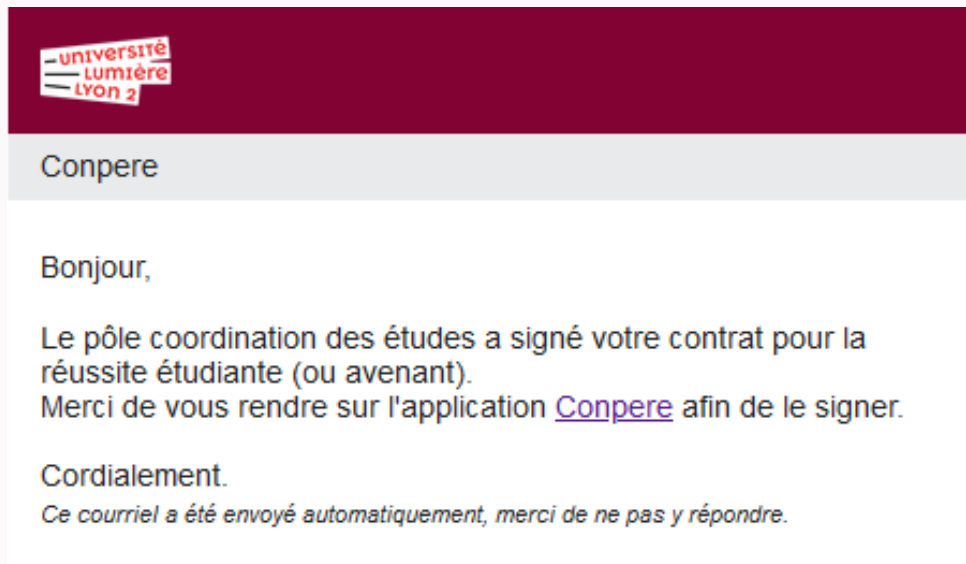 université
lumière
lyon 2
Conpere
Bonjour,
Le pôle coordination des études a signé votre contrat pour la
réussite étudiante (ou avenant).
Merci de vous rendre sur l'application Conpere afin de le signer.
Cordialement.
Ce courriel a été envoyé automatiquement, merci de ne pas y répondre.